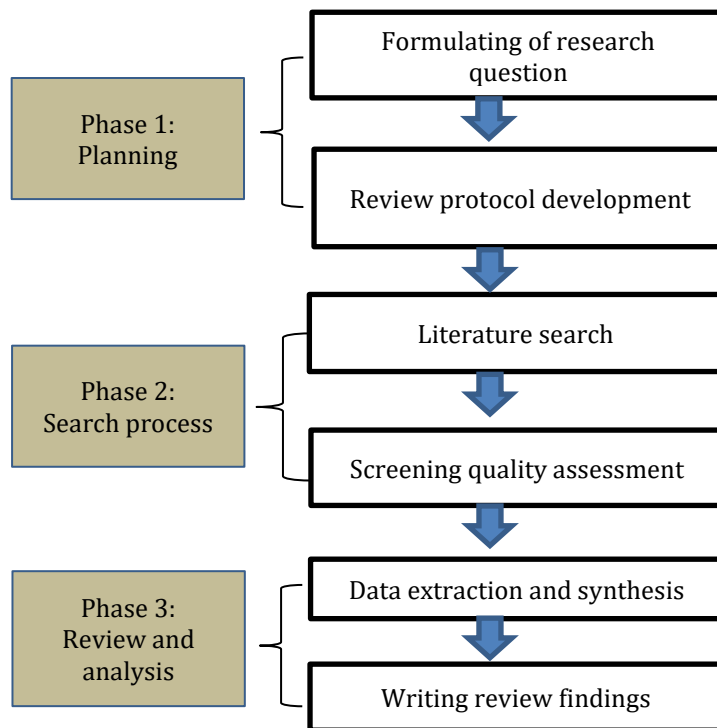 Formulating of research
question
Phase 1:
Planning
Review protocol development
Literature search
Phase 2:
Search process
Screening quality assessment
Data extraction and synthesis
Phase 3:
Review and
analysis
Writing review findings